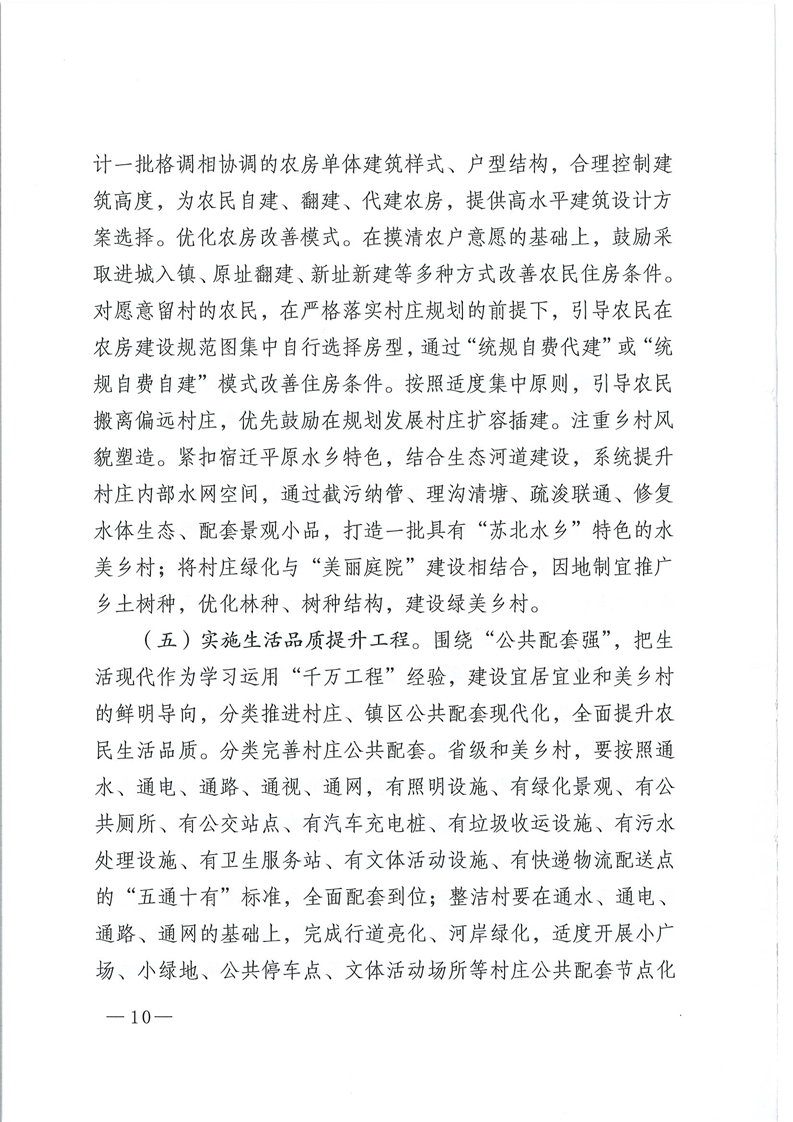 计一批格调相协调的农房单体建筑样式、户型结构，合理控制建
筑高度，为农民自建、翻建、代建农房，提供高水平建筑设计方
案选择。优化农房改善模式。在摸清农户意愿的基础上，鼓励采
取进城入镇、原址翻建、新址新建等多种方式改善农民住房条件。
对愿意留村的农民，在严格落实村庄规划的前提下，引导农民在
农房建设规范图集中自行选择房型，通过“统规自费代建”或“统
规自费自建”模式改善住房条件。按照适度集中原则，引导农民
搬离偏远村庄，优先鼓励在规划发展村庄扩容插建。注重乡村风
貌塑造。紧扣宿迁平原水乡特色，结合生态河道建设，系统提升
村庄内部水网空间，通过截污纳管、理沟清塘、疏浚联通、修复
水体生态、配套景观小品，打造一批具有“苏北水乡”特色的水
美乡村；将村庄绿化与“美丽庭院”建设相结合，因地制宜推广
乡土树种，优化林种、树种结构，建设绿美乡村。
（五）实施生活品质提升工程。围绕“公共配套强”，把生
活现代作为学习运用“千万工程”经验，建设宜居宜业和美乡村
的鲜明导向，分类推进村庄、镇区公共配套现代化，全面提升农
民生活品质。分类完善村庄公共配套。省级和美乡村，要按照通
水、通电、通路、通视、通网，有照明设施、有绿化景观、有公
共厕所、有公交站点、有汽车充电桩、有垃圾收运设施、有污水
处理设施、有卫生服务站、有文体活动设施、有快递物流配送点
的“五通十有”标准，全面配套到位；整洁村要在通水、通电、
通路、通网的基础上，完成行道亮化、河岸绿化，适度开展小广
场、小绿地、公共停车点、文体活动场所等村庄公共配套节点化
—10—